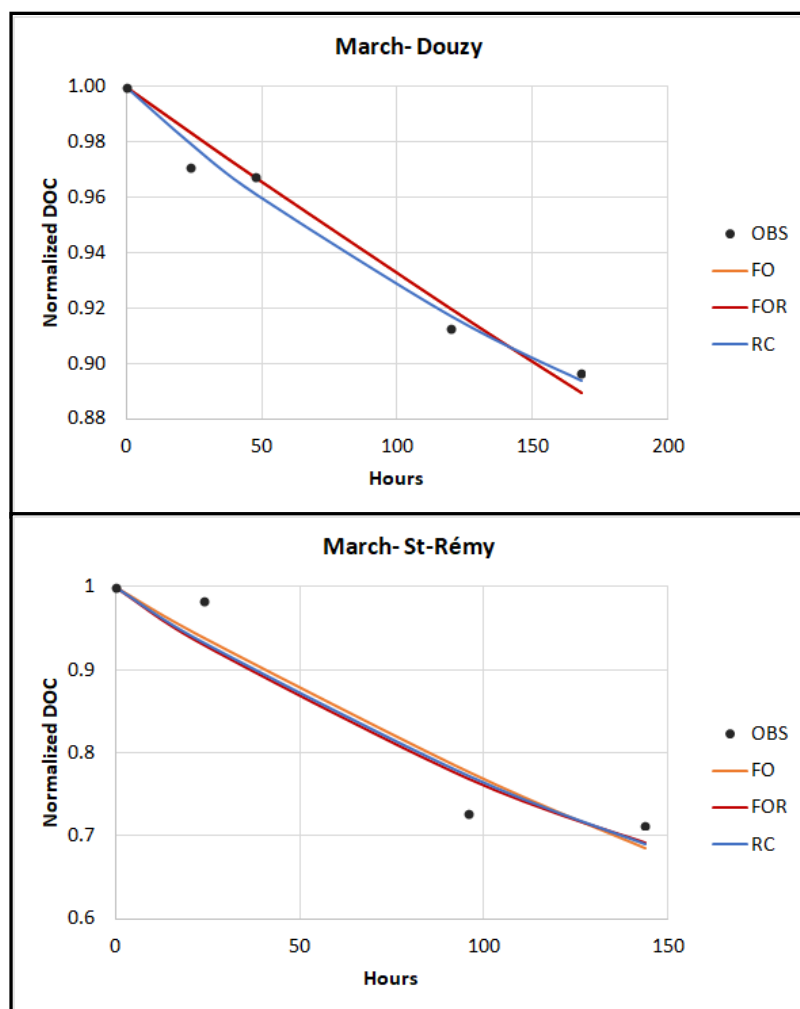 March- Douzy
1.00
0.98
0.96
0.94
0.92
0.90
0.88
Normalized DOC
0
50
100
150
200
Hours
OBS
FO
FOR
RC
March- St-Rémy
1
0.9
0.8
0.7
0.6
Normalized DOC
0
50
100
150
Hours
OBS
FO
FOR
RC